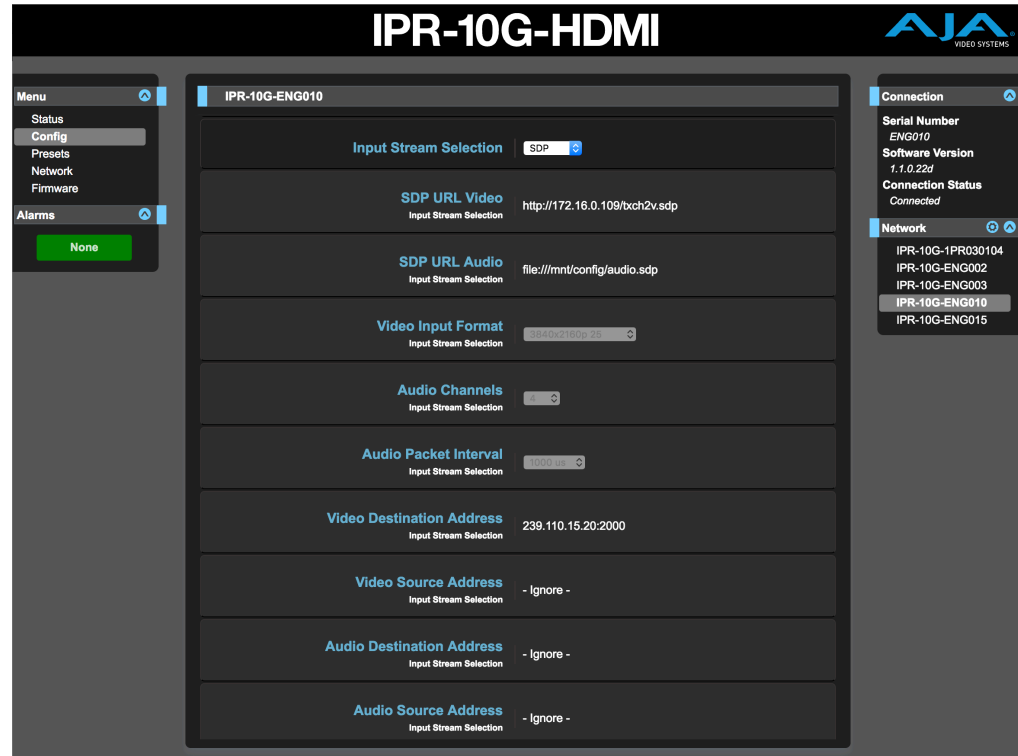 IPR-10G-HDMI
AJA
VIDEO SYSTEMS
Menu
Status
Config
Presets
Network
Firmware
Alarms
None
IPR-10G-ENG010
Input Stream Selection SDP
SDP URL Video
Input Stream Selection
http://172.16.0.109/txch2v.sdp
SDP URL Audio
Input Stream Selection
file:///mnt/config/audio.sdp
Video Input Format
Input Stream Selection
3840x2160p 25
Audio Channels
Input Stream Selection
4
Audio Packet Interval
Input Stream Selection
1000 us
Video Destination Address
Input Stream Selection
239.110.15.20:2000
Video Source Address
Input Stream Selection
- Ignore -
Audio Destination Address
Input Stream Selection
- Ignore -
Audio Source Address
Input Stream Selection
- Ignore -
Connection
Serial Number
ENG010
Software Version
1.1.0.22d
Connection Status
Connected
Network
IPR-10G-1PR030104
IPR-10G-ENG002
IPR-10G-ENG003
IPR-10G-ENG010
IPR-10G-ENG015